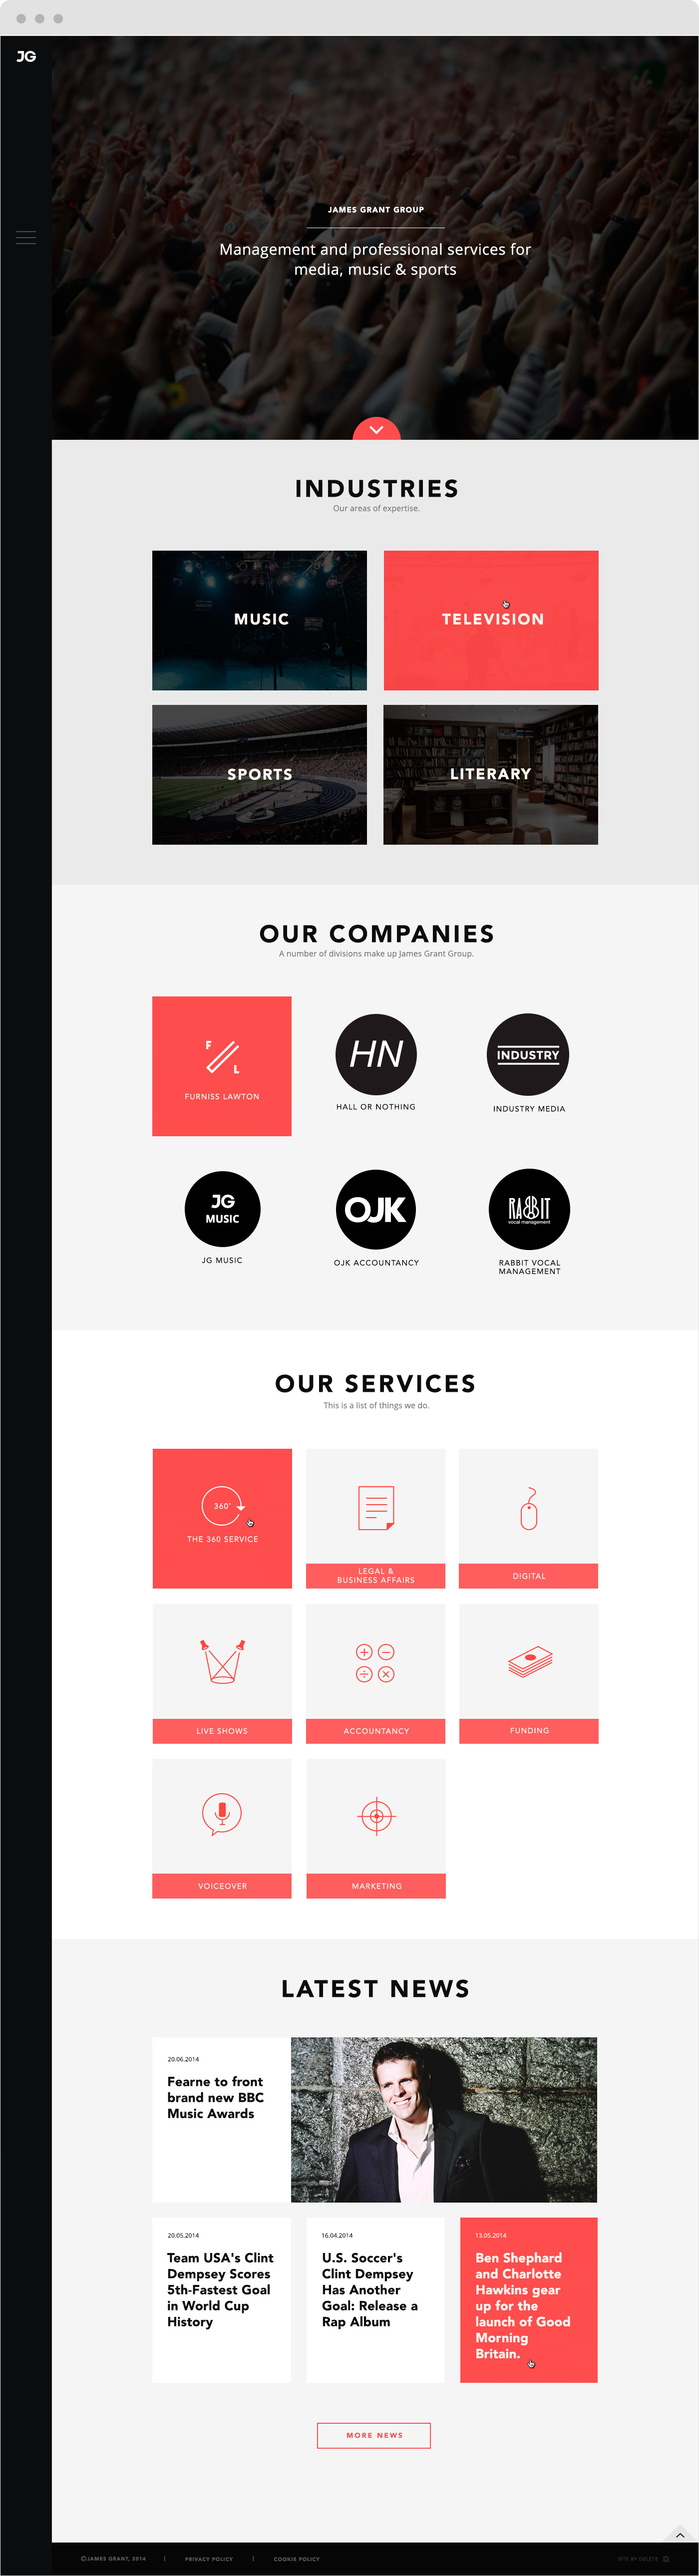 JG
JAMES GRANT GROUP
Management and professional services for
media, music & sports
INDUSTRIES
Our areas of expertise.
MUSIC
TELEVISION
SPORTS
LITERARY
OUR COMPANIES
A number of divisions make up James Grant Group.
F
L
FURNISS LAWTON
HN
HALL OR NOTHING
INDUSTRY
INDUSTRY MEDIA
JG
MUSIC
JG MUSIC
OJK
OJK ACCOUNTANCY
RABBIT
vocal management
RABBIT VOCAL
MANAGEMENT
OUR SERVICES
This is a list of things we do.
360°
THE 360 SERVICE
LEGAL &
BUSINESS AFFAIRS
DIGITAL
LIVE SHOWS
ACCOUNTANCY
FUNDING
VOICEOVER
MARKETING
LATEST NEWS
20.06.2014
Fearne to front
brand new BBC
Music Awards
20.05.2014
Team USA's Clint
Dempsey Scores
5th-Fastest Goal
in World Cup
History
16.04.2014
U.S. Soccer's
Clint Dempsey
Has Another
Goal: Release a
Rap Album
13.05.2014
Ben Shephard
and Charlotte
Hawkins gear
up for the
launch of Good
Morning
Britain.
MORE NEWS
©JAMES GRANT, 2014 | PRIVACY POLICY | COOKIE POLICY
SITE BY DELETE